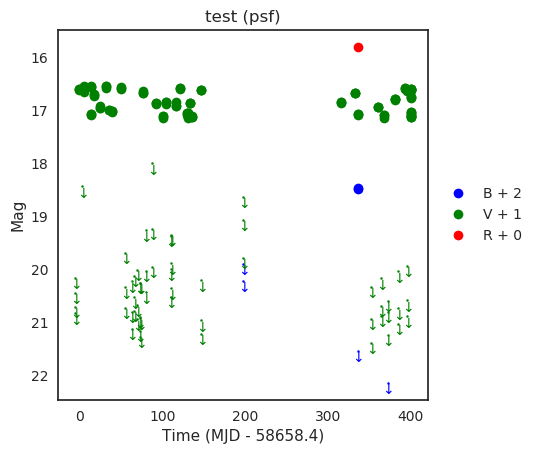 test (psf)
Mag
16
17
18
19
20
21
22
0
100
200
300
400
Time (MJD - 58658.4)
B + 2
V + 1
R + 0